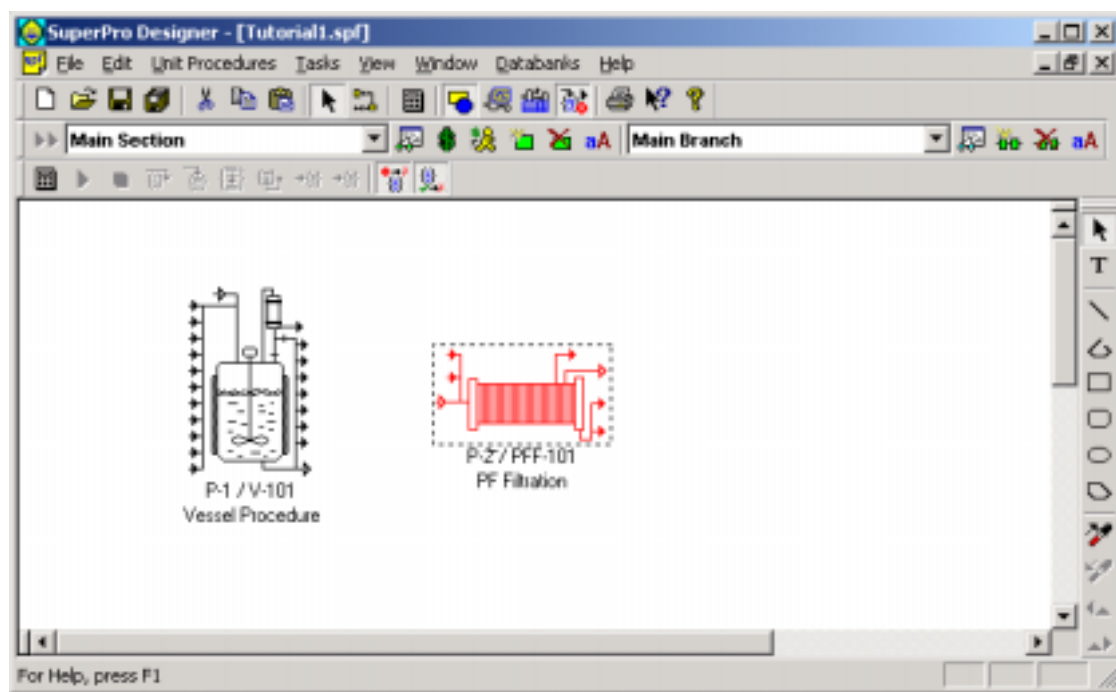 SuperPro Designer - [Tutorial1.spf]
File Edit Unit Procedures Tasks View Window Databanks Help
Main Section
aA
Main Branch
aA
T
P-1 / V-101
Vessel Procedure
P-2 / PFF-101
PF Filtration
For Help, press F1